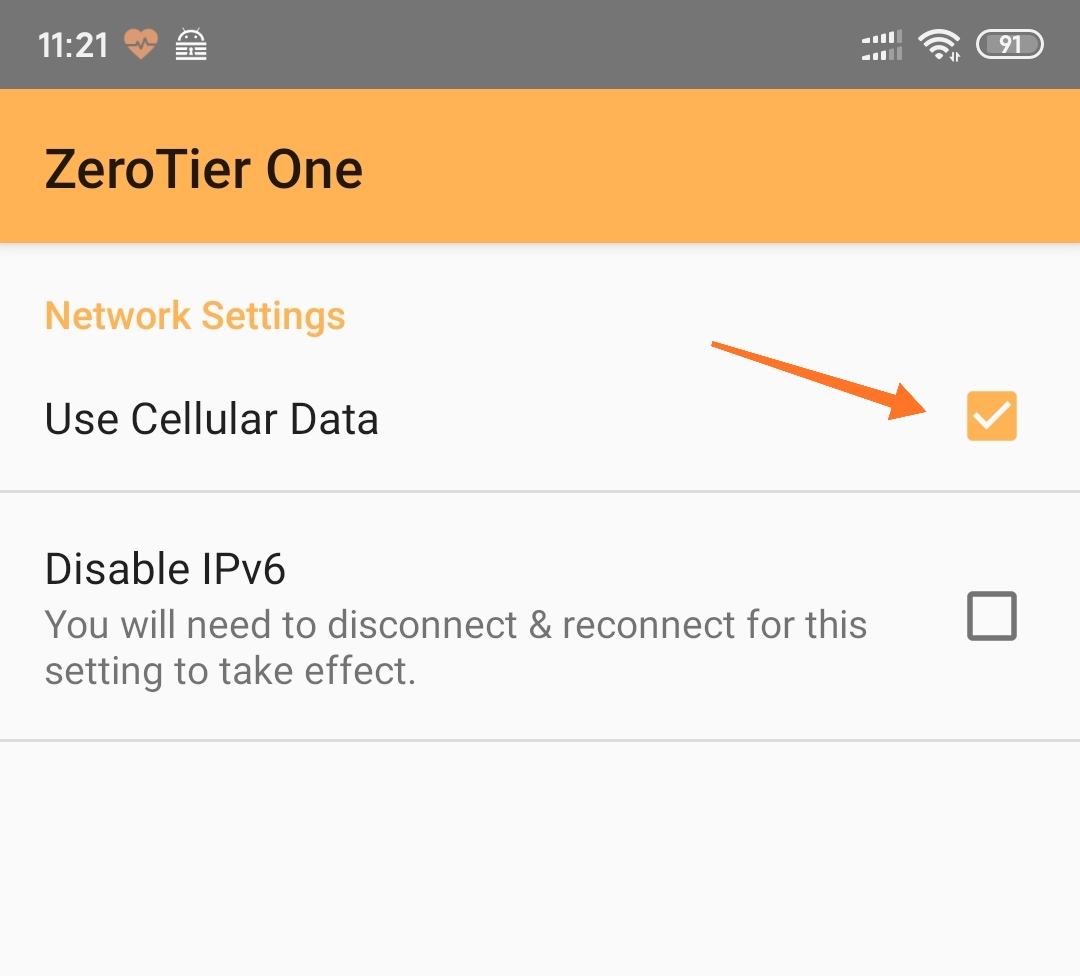 11:21
91
ZeroTier One
Network Settings
Use Cellular Data
Disable IPv6
You will need to disconnect & reconnect for this
setting to take effect.